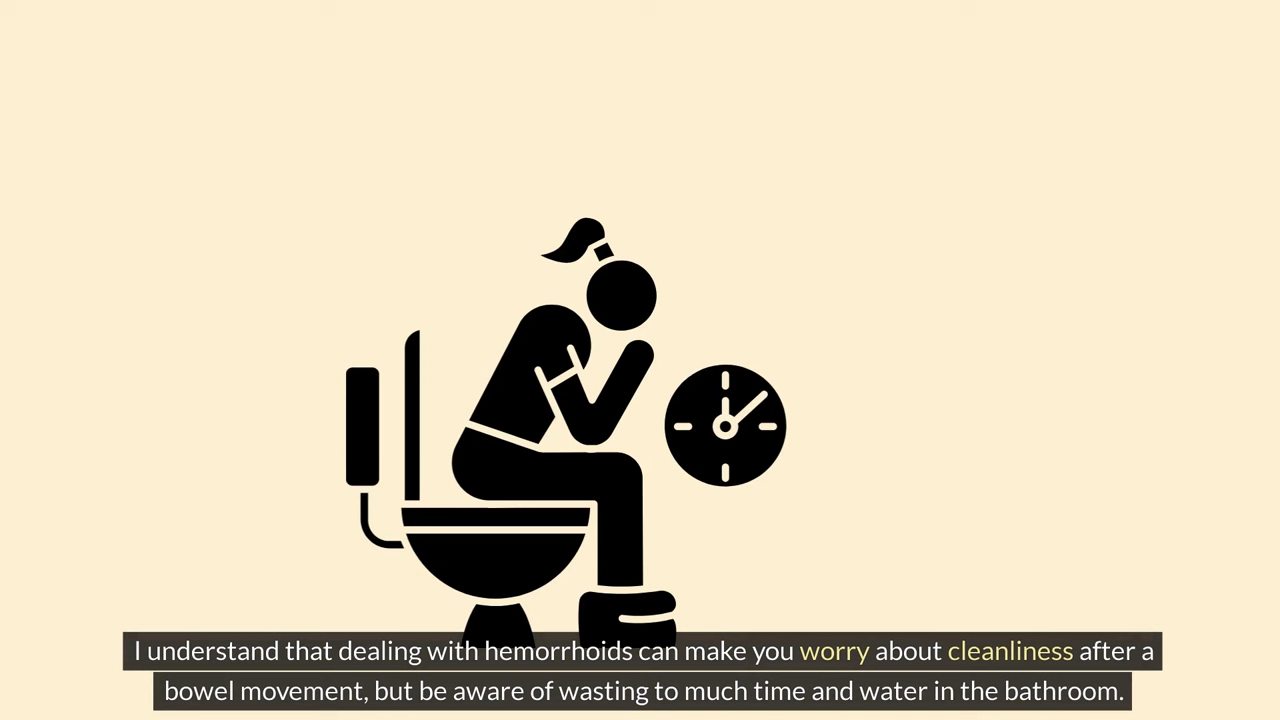 I understand that dealing with hemorrhoids can make you worry about cleanliness after a
bowel movement, but be aware of wasting to much time and water in the bathroom.